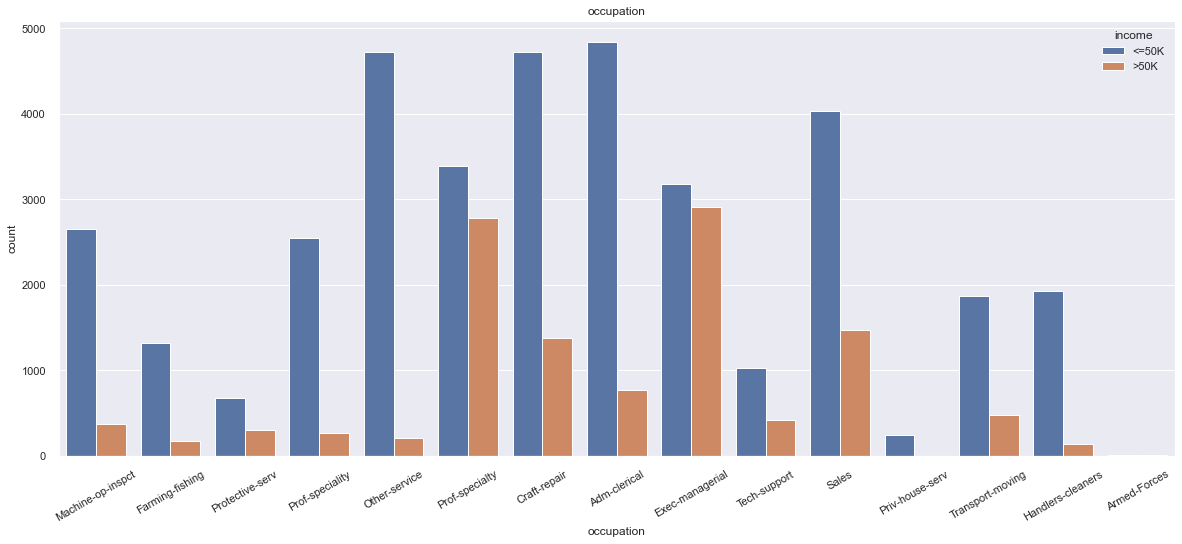 occupation
income
<=50K
>50K
5000
4000
3000
2000
1000
0
count
Machine-op-inspct
Farming-fishing
Protective-serv
Prof-speciality
Other-service
Prof-specialty
Craft-repair
Adm-clerical
Exec-managerial
Tech-support
Sales
Priv-house-serv
Transport-moving
Handlers-cleaners
Armed-Forces
occupation